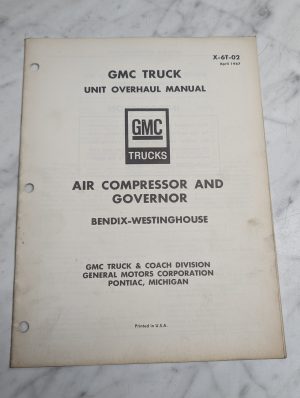 X-6T-02
April 1967
GMC TRUCK
UNIT OVERHAUL MANUAL
GMC
TRUCKS
AIR COMPRESSOR AND
GOVERNOR
BENDIX-WESTINGHOUSE
GMC TRUCK & COACH DIVISION
GENERAL MOTORS CORPORATION
PONTIAC, MICHIGAN
Printed in U.S.A.